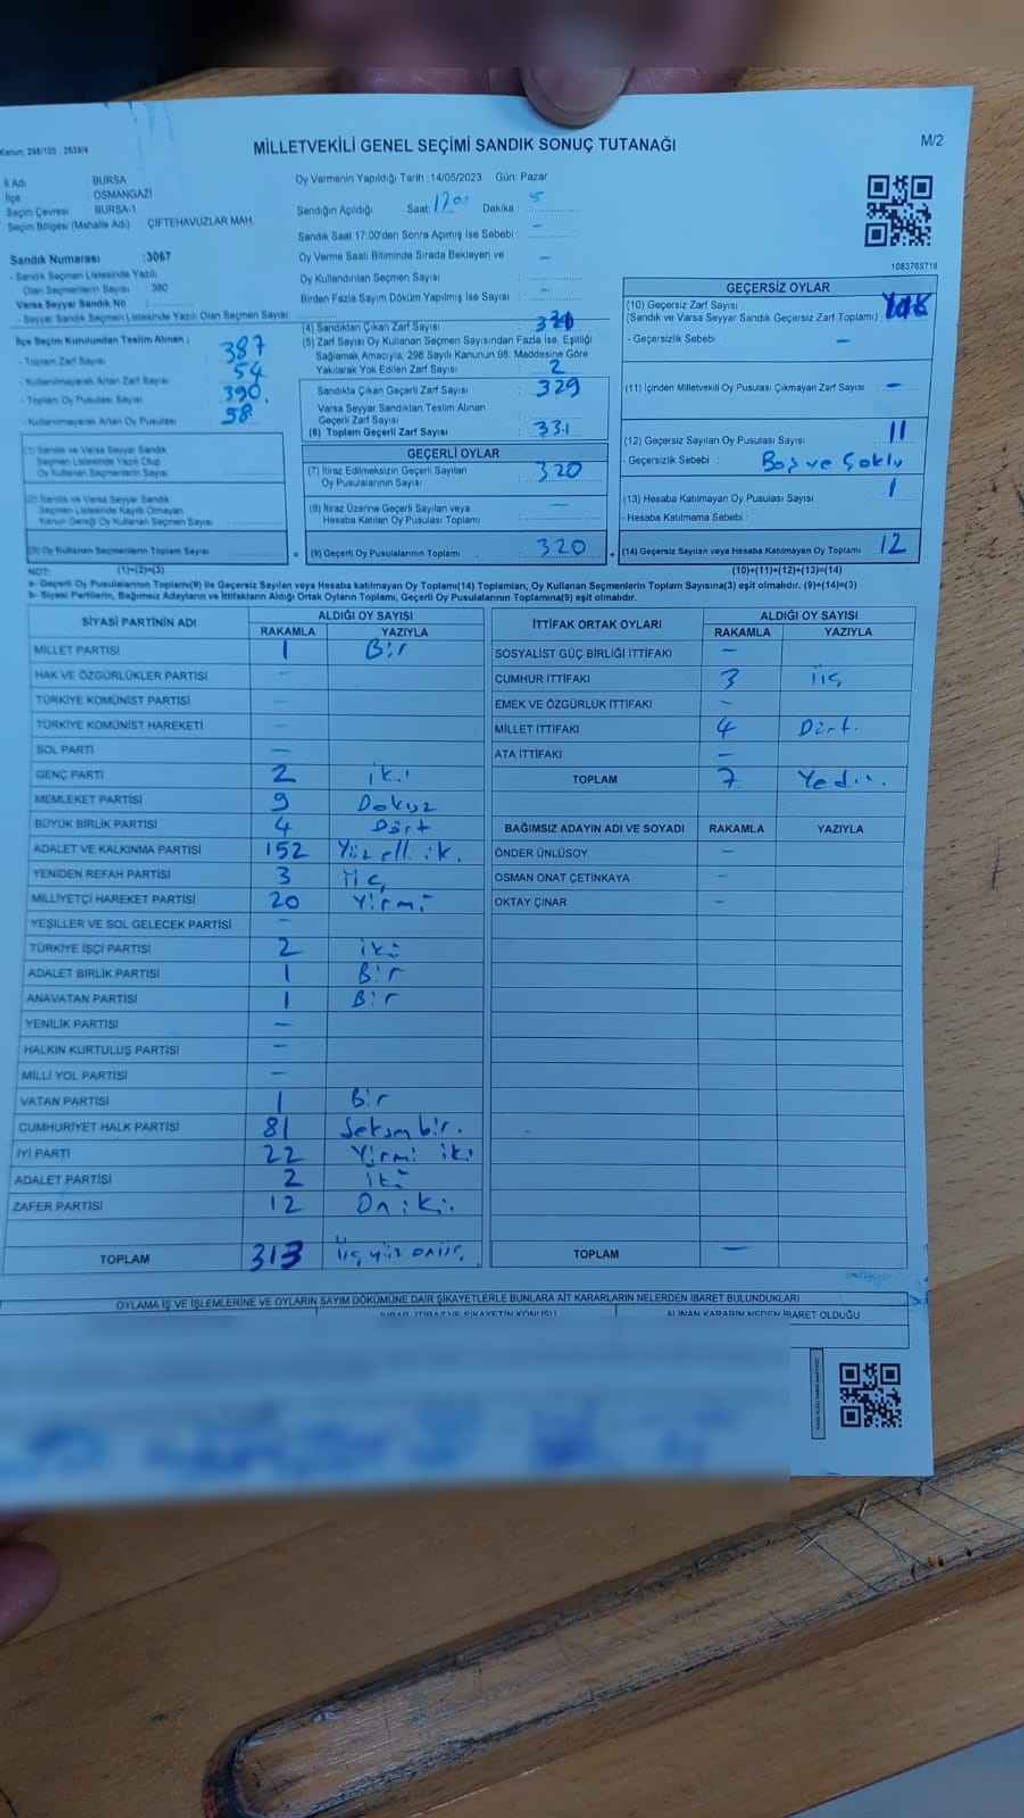 MİLLETVEKİLİ GENEL SEÇİMİ SANDIK SONUÇ TUTANAĞI
M/2
İl Adı BURSA
İlçe OSMANGAZİ
Seçim Çevresi BURSA-1
Seçim Bölgesi (Mahalle Adı) ÇİFTEHAVUZLAR MAH.
Sandık Numarası :3067
- Sandık Seçmen Listesinde Yazılı
Olan Seçmenlerin Sayısı : 380
Varsa Seyyar Sandık No
- Seyyar Sandık Seçmen Listesinde Yazılı Olan Seçmen Sayısı
İlçe Seçim Kurulundan Teslim Alınan :
- Toplam Zarf Sayısı 387
- Kullanılmayarak Artan Zarf Sayısı 54
- Toplam Oy Pusulası Sayısı 390
- Kullanılmayarak Artan Oy Pusulası 58
(1) Sandık ve Varsa Seyyar Sandık
Seçmen Listesinde Yazılı Olup
Oy Kullanan Seçmenlerin Sayısı
(2) Sandık ve Varsa Seyyar Sandık
Seçmen Listesinde Kayıtlı Olmayan
Kanun Gereği Oy Kullanan Seçmen Sayısı
(3) Oy Kullanan Seçmenlerin Toplam Sayısı
(1)+(2)=(3)
Oy Vermenin Yapıldığı Tarih :14/05/2023 Gün: Pazar
Sandığın Açıldığı Saat: Dakika : 5
Sandık Saat 17:00'den Sonra Açılmış İse Sebebi : –
Oy Verme Saati Bitiminde Sırada Bekleyen ve
Oy Kullandırılan Seçmen Sayısı –
Birden Fazla Sayım Döküm Yapılmış İse Sayısı : –
(4) Sandıktan Çıkan Zarf Sayısı
(5) Zarf Sayısı Oy Kullanan Seçmen Sayısından Fazla İse, Eşitliği
Sağlamak Amacıyla, 298 Sayılı Kanunun 98. Maddesine Göre
Yakılarak Yok Edilen Zarf Sayısı 2
Sandıkta Çıkan Geçerli Zarf Sayısı 329
Varsa Seyyar Sandıktan Teslim Alınan
Geçerli Zarf Sayısı
(6) Toplam Geçerli Zarf Sayısı 331
GEÇERLİ OYLAR
(7) İtiraz Edilmeksizin Geçerli Sayılan
Oy Pusulalarının Sayısı 320
(8) İtiraz Üzerine Geçerli Sayılan veya
Hesaba Katılan Oy Pusulası Toplamı –
(9) Geçerli Oy Pusulalarının Toplamı 320
1083769718
GEÇERSİZ OYLAR
(10) Geçersiz Zarf Sayısı
(Sandık ve Varsa Seyyar Sandık Geçersiz Zarf Toplamı) :
- Geçersizlik Sebebi : –
(11) İçinden Milletvekili Oy Pusulası Çıkmayan Zarf Sayısı –
(12) Geçersiz Sayılan Oy Pusulası Sayısı 11
- Geçersizlik Sebebi : Boş ve Çoklu
(13) Hesaba Katılmayan Oy Pusulası Sayısı 1
- Hesaba Katılmama Sebebi :
(14) Geçersiz Sayılan veya Hesaba Katılmayan Oy Toplamı 12
(10)+(11)+(12)+(13)=(14)
NOT:
a- Geçerli Oy Pusulalarının Toplamı(9) ile Geçersiz Sayılan veya Hesaba katılmayan Oy Toplamı(14) Toplamları, Oy Kullanan Seçmenlerin Toplam Sayısına(3) eşit olmalıdır. (9)+(14)=(3)
b- Siyasi Partilerin, Bağımsız Adayların ve İttifakların Aldığı Ortak Oyların Toplamı, Geçerli Oy Pusulalarının Toplamına(9) eşit olmalıdır.
SİYASİ PARTİNİN ADI ALDIĞI OY SAYISI
RAKAMLA YAZIYLA
MİLLET PARTİSİ 1 Bir
HAK VE ÖZGÜRLÜKLER PARTİSİ –
TÜRKİYE KOMÜNİST PARTİSİ –
TÜRKİYE KOMÜNİST HAREKETİ –
SOL PARTİ –
GENÇ PARTİ 2 iki
MEMLEKET PARTİSİ 9 Dokuz
BÜYÜK BİRLİK PARTİSİ 4 Dört
ADALET VE KALKINMA PARTİSİ 152
YENİDEN REFAH PARTİSİ 3 üç
MİLLİYETÇİ HAREKET PARTİSİ 20 Yirmi
YEŞİLLER VE SOL GELECEK PARTİSİ –
TÜRKİYE İŞÇİ PARTİSİ 2 iki
ADALET BİRLİK PARTİSİ 1 Bir
ANAVATAN PARTİSİ 1 Bir
YENİLİK PARTİSİ –
HALKIN KURTULUŞ PARTİSİ –
MİLLİ YOL PARTİSİ –
VATAN PARTİSİ 1 Bir
CUMHURİYET HALK PARTİSİ 81 Seksenbir.
İYİ PARTİ 22 Yirmi iki
ADALET PARTİSİ 2 iki
ZAFER PARTİSİ 12 Oniki.
TOPLAM 313 üçyüz onüç
İTTİFAK ORTAK OYLARI ALDIĞI OY SAYISI
RAKAMLA YAZIYLA
SOSYALİST GÜÇ BİRLİĞİ İTTİFAKI –
CUMHUR İTTİFAKI 3 üç
EMEK VE ÖZGÜRLÜK İTTİFAKI –
MİLLET İTTİFAKI 4 Dört.
ATA İTTİFAKI –
TOPLAM 7 Yedi.
BAĞIMSIZ ADAYIN ADI VE SOYADI RAKAMLA YAZIYLA
ÖNDER ÜNLÜSOY –
OSMAN ONAT ÇETİNKAYA –
OKTAY ÇINAR –
TOPLAM –
OYLAMA İŞ VE İŞLEMLERİNE VE OYLARIN SAYIM DÖKÜMÜNE DAİR ŞİKAYETLERLE BUNLARA AİT KARARLARIN NELERDEN İBARET BULUNDUKLARI
ALINAN KARARIN NEDEN İBARET OLDUĞU